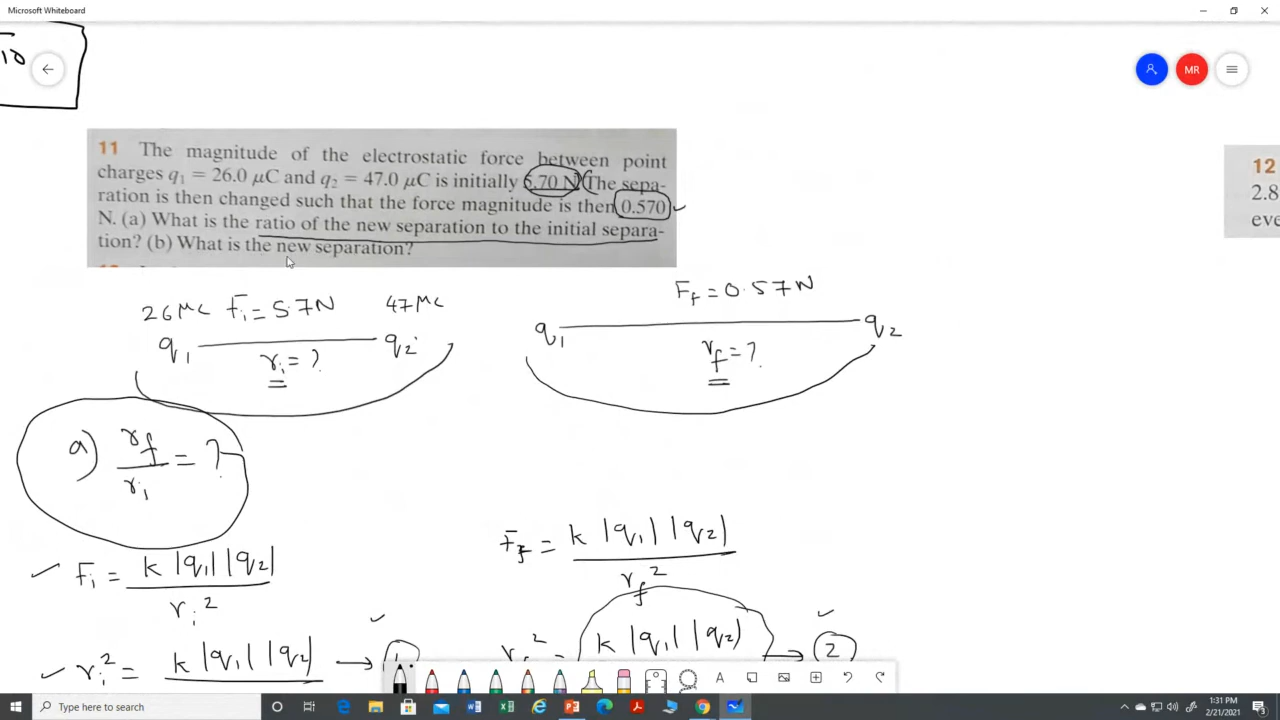 Microsoft Whiteboard
MR
11 The magnitude of the electrostatic force between point
charges q1 = 26.0 μC and q2 = 47.0 μC is initially 5.70 N. The sepa-
ration is then changed such that the force magnitude is then 0.570
N. (a) What is the ratio of the new separation to the initial separa-
tion? (b) What is the new separation?
12
2.8
eve
26 μC Fi = 5.7N 47 μC
q1 q2
ri = ?
Ff = 0.57N
q1 q2
rf = ?
a) rf/ri = ?
Fi = k |q1| |q2| / ri²
Ff = k |q1| |q2| / rf²
ri² = k |q1| |q2| → 1
k |q1| |q2| → 2
Type here to search
1:31 PM
2/21/2021